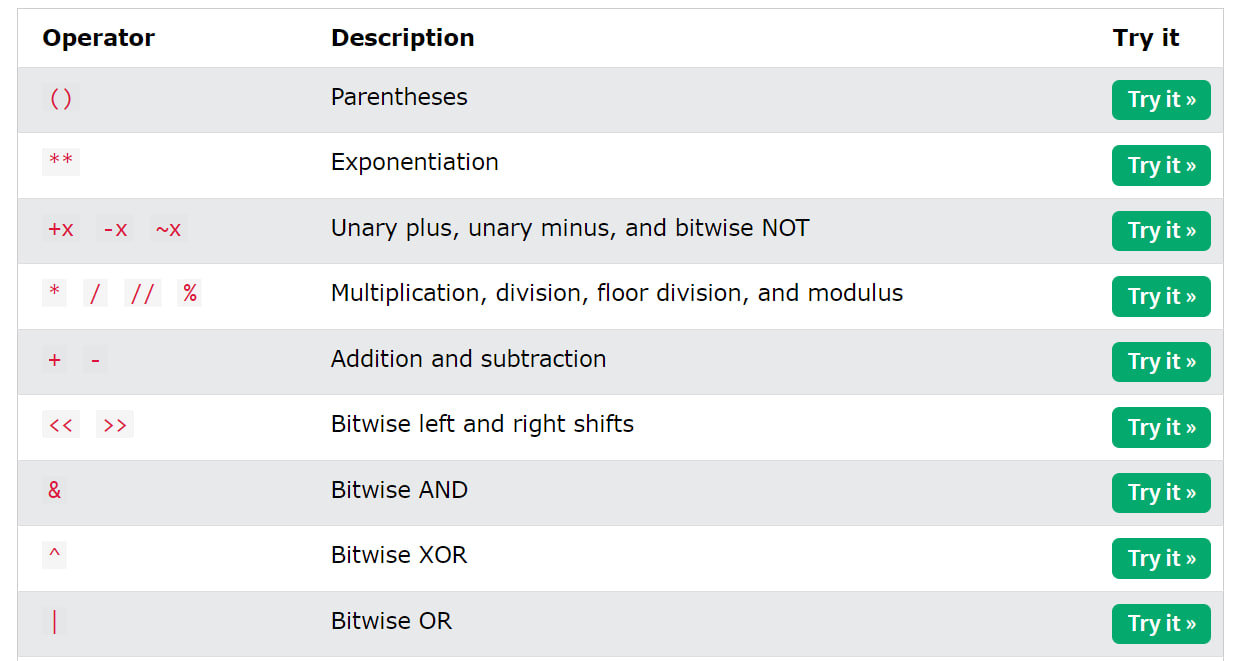 Operator Description Try it
() Parentheses Try it »
** Exponentiation Try it »
+x -x ~x Unary plus, unary minus, and bitwise NOT Try it »
* / // % Multiplication, division, floor division, and modulus Try it »
+ - Addition and subtraction Try it »
<< >> Bitwise left and right shifts Try it »
& Bitwise AND Try it »
^ Bitwise XOR Try it »
| Bitwise OR Try it »